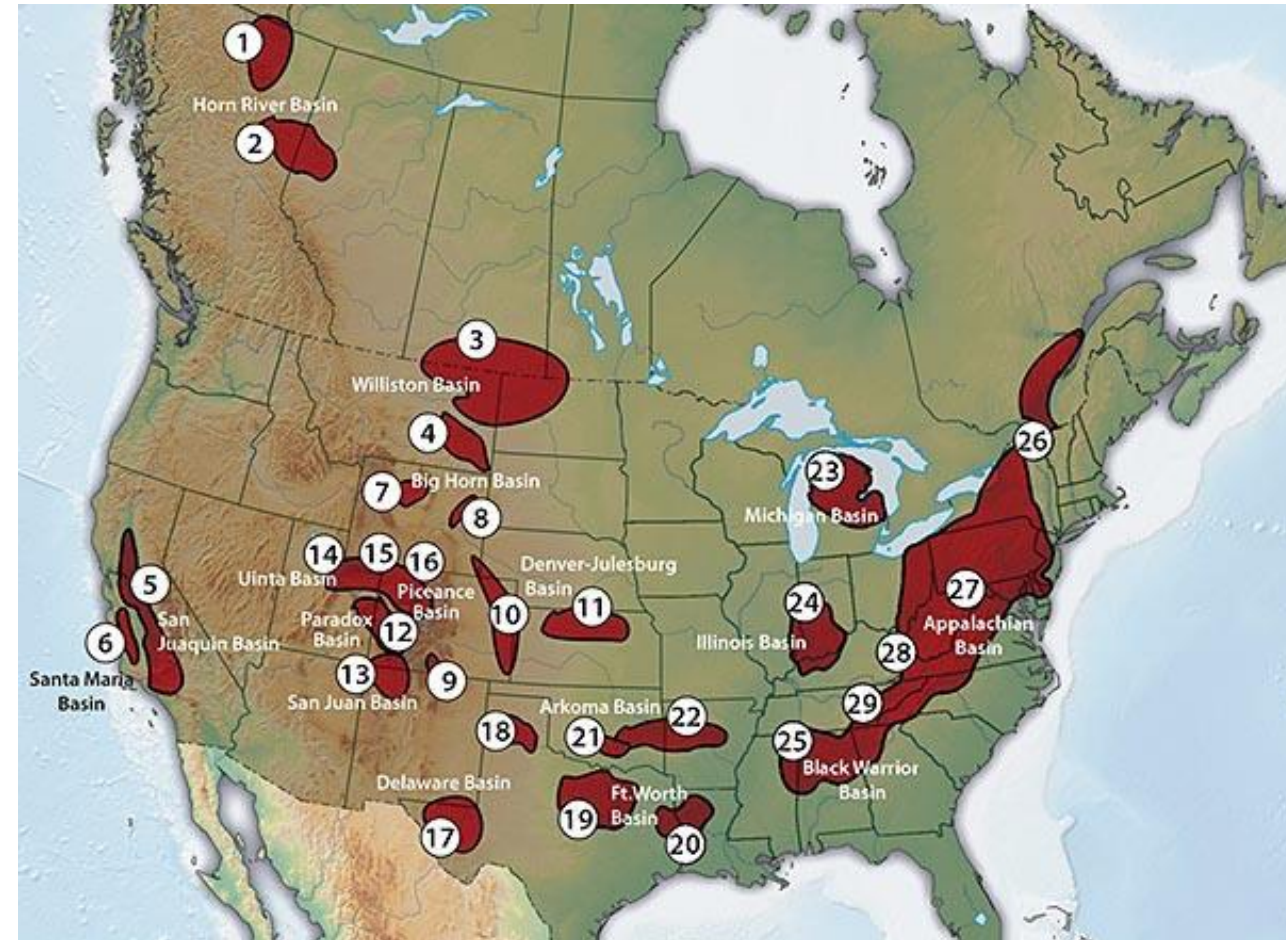 1
Horn River Basin
2
3
Williston Basin
4
Big Horn Basin
7
8
14
15
16
Uinta Basin
Piceance
Basin
Denver-Julesburg
Basin
5
San
Juaquin Basin
6
Santa Maria
Basin
Paradox
Basin
12
10
11
13
San Juan Basin
9
Arkoma Basin
18
21
22
Delaware Basin
17
19
Ft.Worth
Basin
20
23
Michigan Basin
24
Illinois Basin
26
27
Appalachian
Basin
28
29
25
Black Warrior
Basin